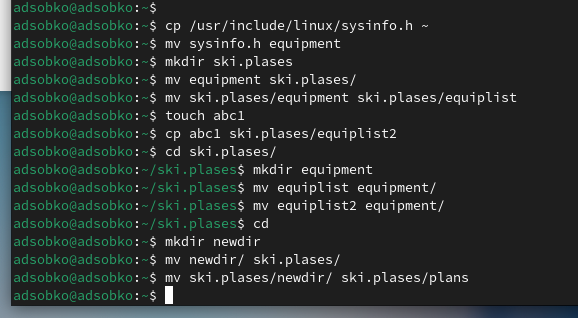 adsobko@adsobko:~$
adsobko@adsobko:~$ cp /usr/include/linux/sysinfo.h ~
adsobko@adsobko:~$ mv sysinfo.h equipment
adsobko@adsobko:~$ mkdir ski.plases
adsobko@adsobko:~$ mv equipment ski.plases/
adsobko@adsobko:~$ mv ski.plases/equipment ski.plases/equiplist
adsobko@adsobko:~$ touch abc1
adsobko@adsobko:~$ cp abc1 ski.plases/equiplist2
adsobko@adsobko:~$ cd ski.plases/
adsobko@adsobko:~/ski.plases$ mkdir equipment
adsobko@adsobko:~/ski.plases$ mv equiplist equipment/
adsobko@adsobko:~/ski.plases$ mv equiplist2 equipment/
adsobko@adsobko:~/ski.plases$ cd
adsobko@adsobko:~$ mkdir newdir
adsobko@adsobko:~$ mv newdir/ ski.plases/
adsobko@adsobko:~$ mv ski.plases/newdir/ ski.plases/plans
adsobko@adsobko:~$